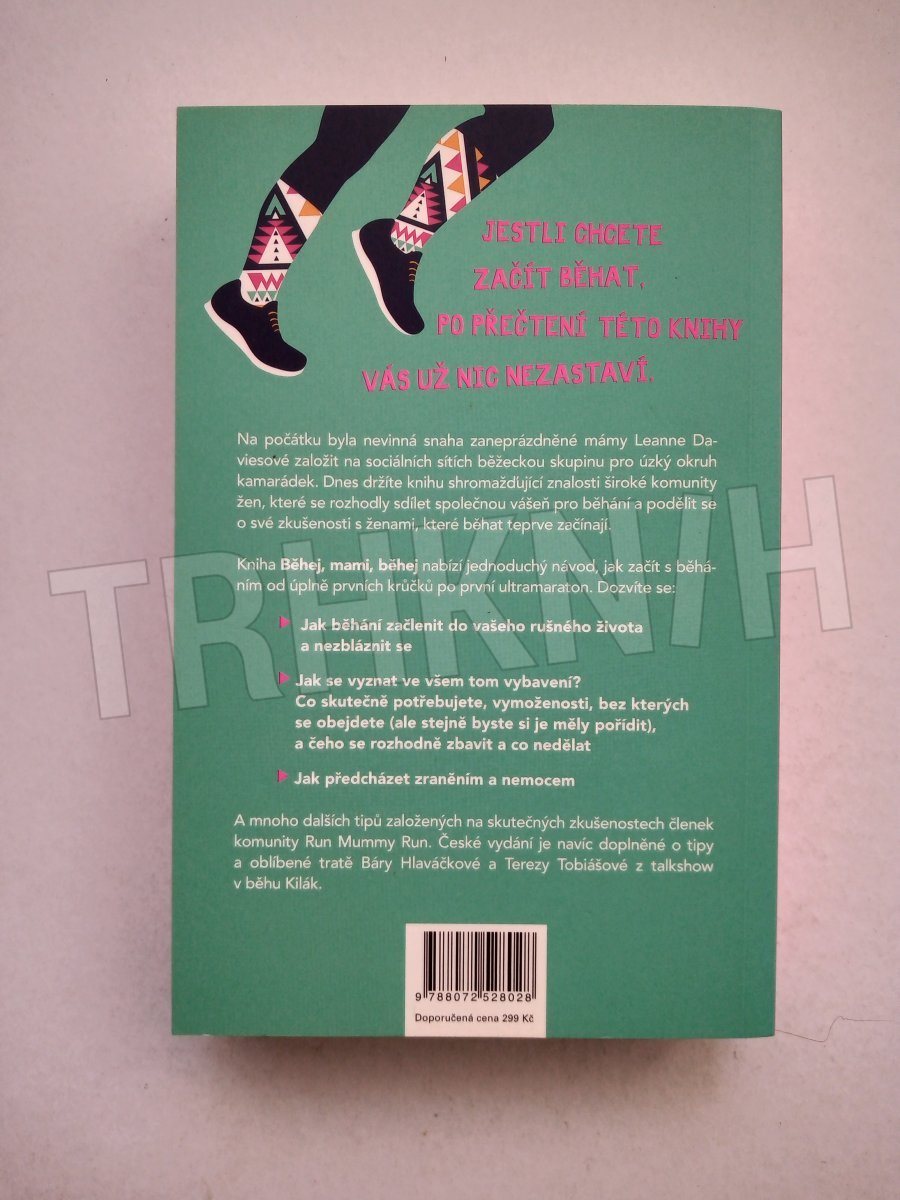 JESTLI CHCETE
ZAČÍT BĚHAT,
PO PŘEČTENÍ TÉTO KNIHY
VÁS UŽ NIC NEZASTAVÍ.
Na počátku byla nevinná snaha zaneprázdněné mámy Leanne Da-
viesové založit na sociálních sítích běžeckou skupinu pro úzký okruh
kamarádek. Dnes držíte knihu shromažďující znalosti široké komunity
žen, které se rozhodly sdílet společnou vášeň pro běhání a podělit se
o své zkušenosti s ženami, které běhat teprve začínají.
Kniha Běhej, mami, běhej nabízí jednoduchý návod, jak začít s běhá-
ním od úplně prvních krůčků po první ultramaraton. Dozvíte se:
Jak běhání začlenit do vašeho rušného života
a nezbláznit se
Jak se vyznat ve všem tom vybavení?
Co skutečně potřebujete, vymoženosti, bez kterých
se obejdete (ale stejně byste si je měly pořídit),
a čeho se rozhodně zbavit a co nedělat
Jak předcházet zraněním a nemocem
A mnoho dalších tipů založených na skutečných zkušenostech členek
komunity Run Mummy Run. České vydání je navíc doplněné o tipy
a oblíbené tratě Báry Hlaváčkové a Terezy Tobiášové z talkshow
v běhu Kilák.
9 788072 528028
Doporučená cena 299 Kč
TRHKNIH